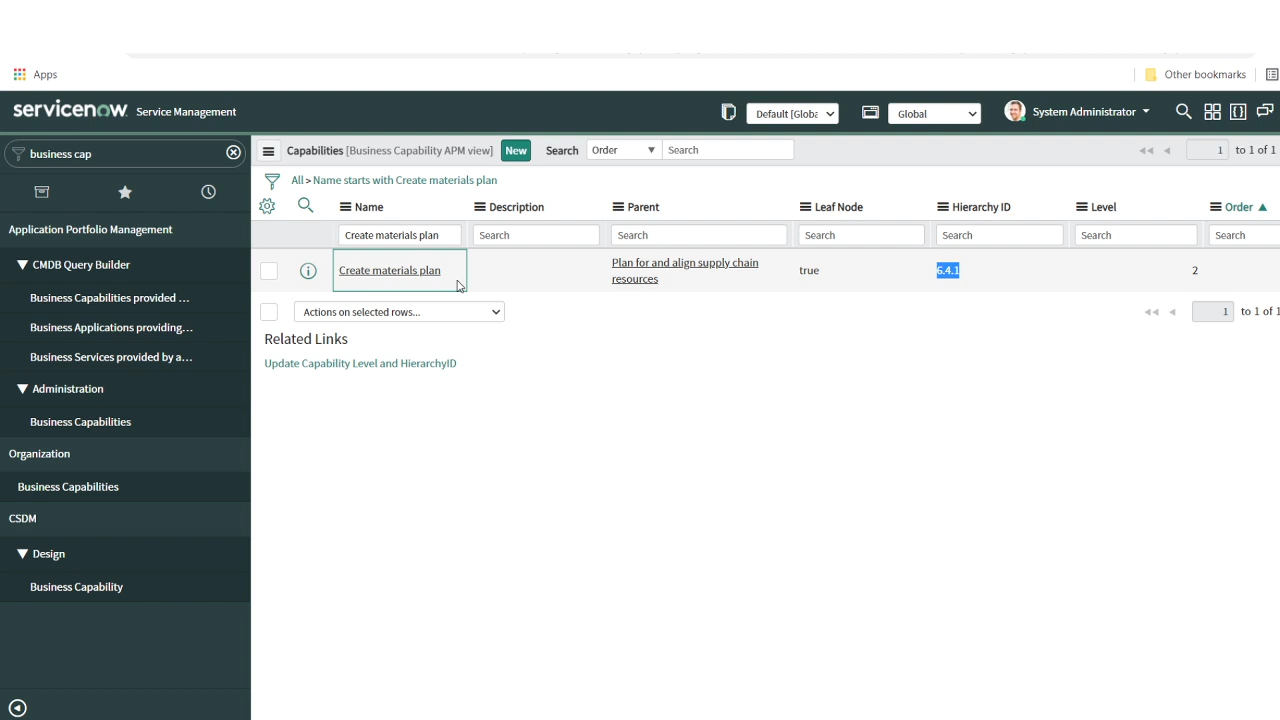 Apps
Other bookmarks
servicenow Service Management
Default [Globa
Global
System Administrator
business cap
Capabilities [Business Capability APM view] New Search Order Search
1 to 1 of 1
All > Name starts with Create materials plan
Name Description Parent Leaf Node Hierarchy ID Level Order
Create materials plan Search Search Search Search Search Search
Create materials plan Plan for and align supply chain resources true 6.4.1 2
Actions on selected rows...
1 to 1 of 1
Related Links
Update Capability Level and HierarchyID
Application Portfolio Management
CMDB Query Builder
Business Capabilities provided ...
Business Applications providing...
Business Services provided by a...
Administration
Business Capabilities
Organization
Business Capabilities
CSDM
Design
Business Capability